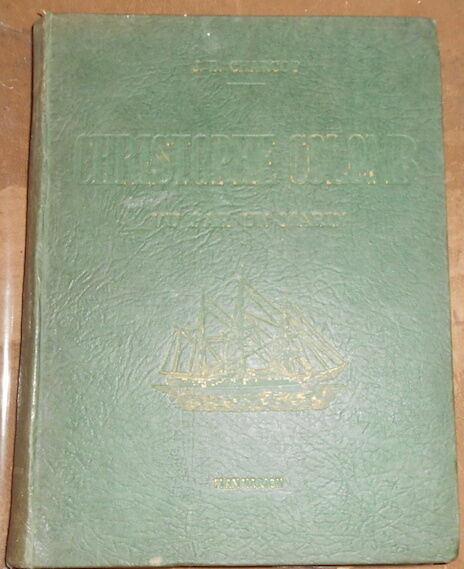 J-B. CHARCOT
CHRISTOPHE COLOMB
VU PAR UN MARIN
FLAMMARION